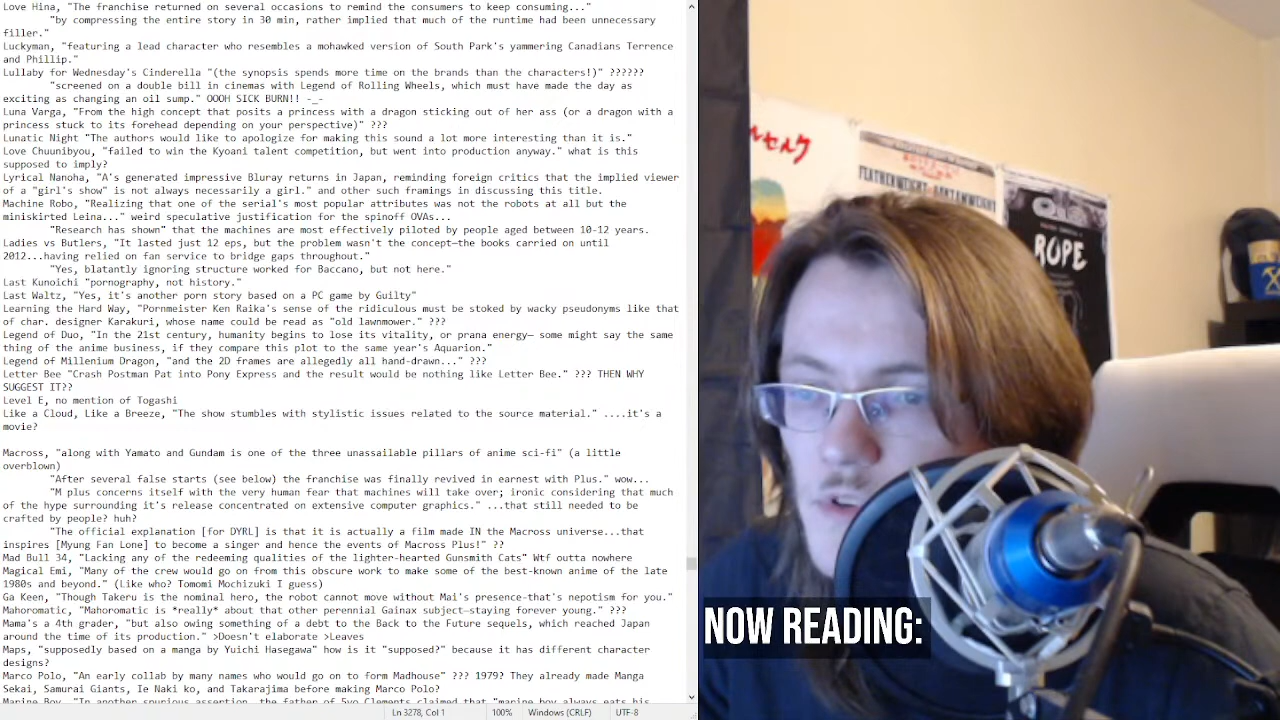 Love Hina, "The franchise returned on several occasions to remind the consumers to keep consuming..."
"by compressing the entire story in 30 min, rather implied that much of the runtime had been unnecessary
filler."
Luckyman, "featuring a lead character who resembles a mohawked version of South Park's yammering Canadians Terrence
and Phillip."
Lullaby for Wednesday's Cinderella "(the synopsis spends more time on the brands than the characters!)" ??????
"screened on a double bill in cinemas with Legend of Rolling Wheels, which must have made the day as
exciting as changing an oil sump." OOOH SICK BURN!! -_-
Luna Varga, "From the high concept that posits a princess with a dragon sticking out of her ass (or a dragon with a
princess stuck to its forehead depending on your perspective)" ???
Lunatic Night "The authors would like to apologize for making this sound a lot more interesting than it is."
Love Chuunibyou, "failed to win the Kyoani talent competition, but went into production anyway." what is this
supposed to imply?
Lyrical Nanoha, "A's generated impressive Bluray returns in Japan, reminding foreign critics that the implied viewer
of a "girl's show" is not always necessarily a girl." and other such framings in discussing this title.
Machine Robo, "Realizing that one of the serial's most popular attributes was not the robots at all but the
miniskirted Leina..." weird speculative justification for the spinoff OVAs...
"Research has shown" that the machines are most effectively piloted by people aged between 10-12 years.
Ladies vs Butlers, "It lasted just 12 eps, but the problem wasn't the concept—the books carried on until
2012...having relied on fan service to bridge gaps throughout."
"Yes, blatantly ignoring structure worked for Baccano, but not here."
Last Kunoichi "pornography, not history."
Last Waltz, "Yes, it's another porn story based on a PC game by Guilty"
Learning the Hard Way, "Pornmeister Ken Raika's sense of the ridiculous must be stoked by wacky pseudonyms like that
of char. designer Karakuri, whose name could be read as "old lawnmower." ???
Legend of Duo, "In the 21st century, humanity begins to lose its vitality, or prana energy— some might say the same
thing of the anime business, if they compare this plot to the same year's Aquarion."
Legend of Millenium Dragon, "and the 2D frames are allegedly all hand-drawn..." ???
Letter Bee "Crash Postman Pat into Pony Express and the result would be nothing like Letter Bee." ??? THEN WHY
SUGGEST IT??
Level E, no mention of Togashi
Like a Cloud, Like a Breeze, "The show stumbles with stylistic issues related to the source material." ....it's a
movie?
Macross, "along with Yamato and Gundam is one of the three unassailable pillars of anime sci-fi" (a little
overblown)
"After several false starts (see below) the franchise was finally revived in earnest with Plus." wow...
"M plus concerns itself with the very human fear that machines will take over; ironic considering that much
of the hype surrounding it's release concentrated on extensive computer graphics." ...that still needed to be
crafted by people? huh?
"The official explanation [for DYRL] is that it is actually a film made IN the Macross universe...that
inspires [Myung Fan Lone] to become a singer and hence the events of Macross Plus!" ??
Mad Bull 34, "Lacking any of the redeeming qualities of the lighter-hearted Gunsmith Cats" Wtf outta nowhere
Magical Emi, "Many of the crew would go on from this obscure work to make some of the best-known anime of the late
1980s and beyond." (Like who? Tomomi Mochizuki I guess)
Ga Keen, "Though Takeru is the nominal hero, the robot cannot move without Mai's presence—that's nepotism for you."
Mahoromatic, "Mahoromatic is *really* about that other perennial Gainax subject—staying forever young." ???
Mama's a 4th grader, "but also owing something of a debt to the Back to the Future sequels, which reached Japan
around the time of its production." >Doesn't elaborate >Leaves
Maps, "supposedly based on a manga by Yuichi Hasegawa" how is it "supposed?" because it has different character
designs?
Marco Polo, "An early collab by many names who would go on to form Madhouse" ??? 1979? They already made Manga
Sekai, Samurai Giants, Ie Naki ko, and Takarajima before making Marco Polo?
Marine Boy, "In another spurious assertion, the father of Syo Clements claimed that "marine boy always eats his
Ln 3278, Col 1
100%
Windows (CRLF)
UTF-8
ルセルク
FEATHERWEIGHT - BANTAMWEIGHT
ROPE
NOW READING: